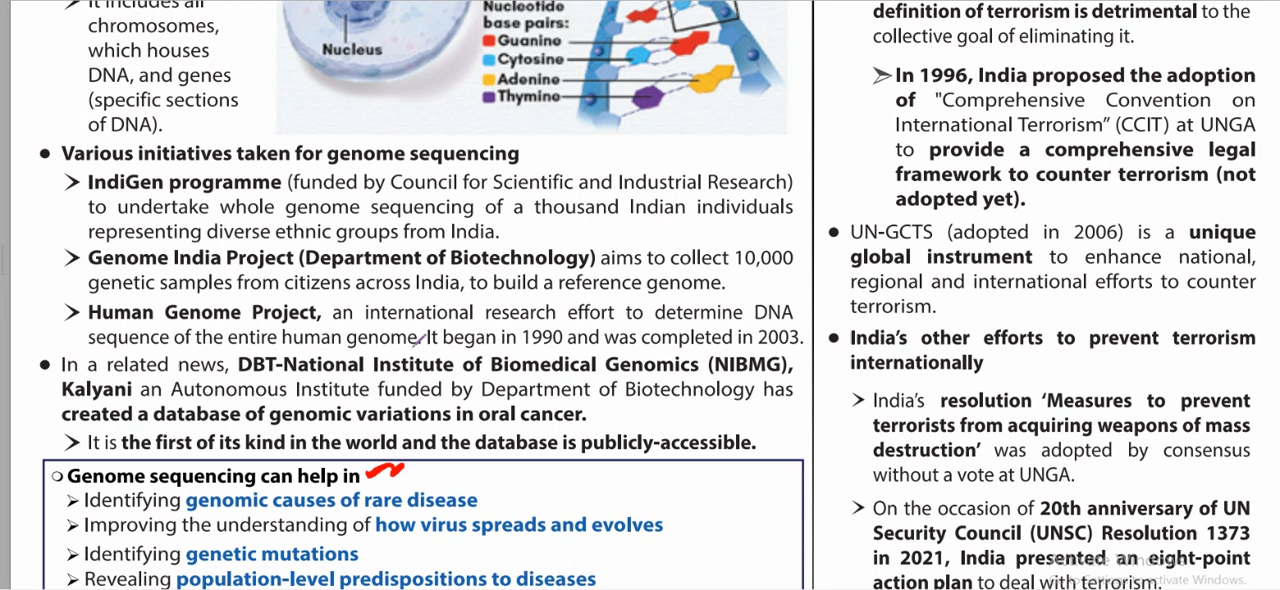 It includes all
chromosomes,
which houses
DNA, and genes
(specific sections
of DNA).
Nucleus
Nucleotide
base pairs:
Guanine
Cytosine
Adenine
Thymine
● Various initiatives taken for genome sequencing
➤ IndiGen programme (funded by Council for Scientific and Industrial Research)
to undertake whole genome sequencing of a thousand Indian individuals
representing diverse ethnic groups from India.
➤ Genome India Project (Department of Biotechnology) aims to collect 10,000
genetic samples from citizens across India, to build a reference genome.
➤ Human Genome Project, an international research effort to determine DNA
sequence of the entire human genome. It began in 1990 and was completed in 2003.
● In a related news, DBT-National Institute of Biomedical Genomics (NIBMG),
Kalyani an Autonomous Institute funded by Department of Biotechnology has
created a database of genomic variations in oral cancer.
➤ It is the first of its kind in the world and the database is publicly-accessible.
○ Genome sequencing can help in
➤ Identifying genomic causes of rare disease
➤ Improving the understanding of how virus spreads and evolves
➤ Identifying genetic mutations
➤ Revealing population-level predispositions to diseases
definition of terrorism is detrimental to the
collective goal of eliminating it.
➤ In 1996, India proposed the adoption
of "Comprehensive Convention on
International Terrorism” (CCIT) at UNGA
to provide a comprehensive legal
framework to counter terrorism (not
adopted yet).
● UN-GCTS (adopted in 2006) is a unique
global instrument to enhance national,
regional and international efforts to counter
terrorism.
● India’s other efforts to prevent terrorism
internationally
➤ India’s resolution ‘Measures to prevent
terrorists from acquiring weapons of mass
destruction’ was adopted by consensus
without a vote at UNGA.
➤ On the occasion of 20th anniversary of UN
Security Council (UNSC) Resolution 1373
in 2021, India presented an eight-point
action plan to deal with terrorism.
Activate Windows
Go to Settings to activate Windows.